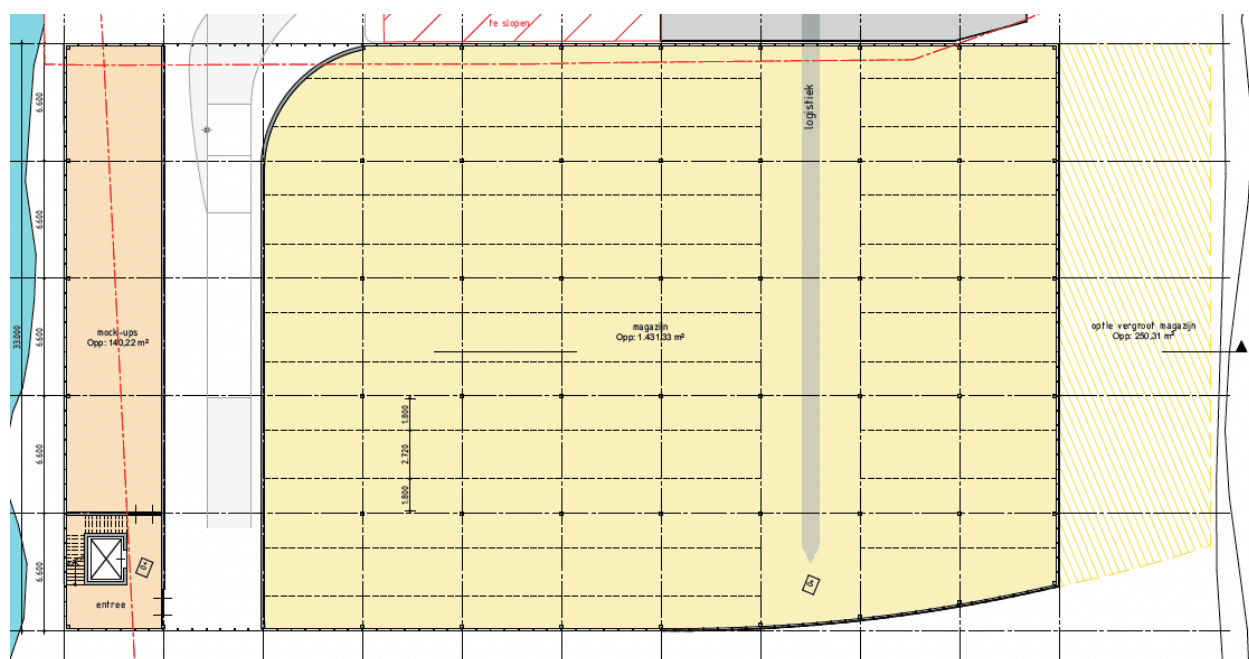 te slopen
logistiek
6.600
6.600
6.600
6.600
6.600
33.000
mock-ups
Opp: 140,22 m²
magazijn
Opp: 1.431,33 m²
optie vergroot magazijn
Opp: 250,31 m²
1.800
2.720
1.800
entree